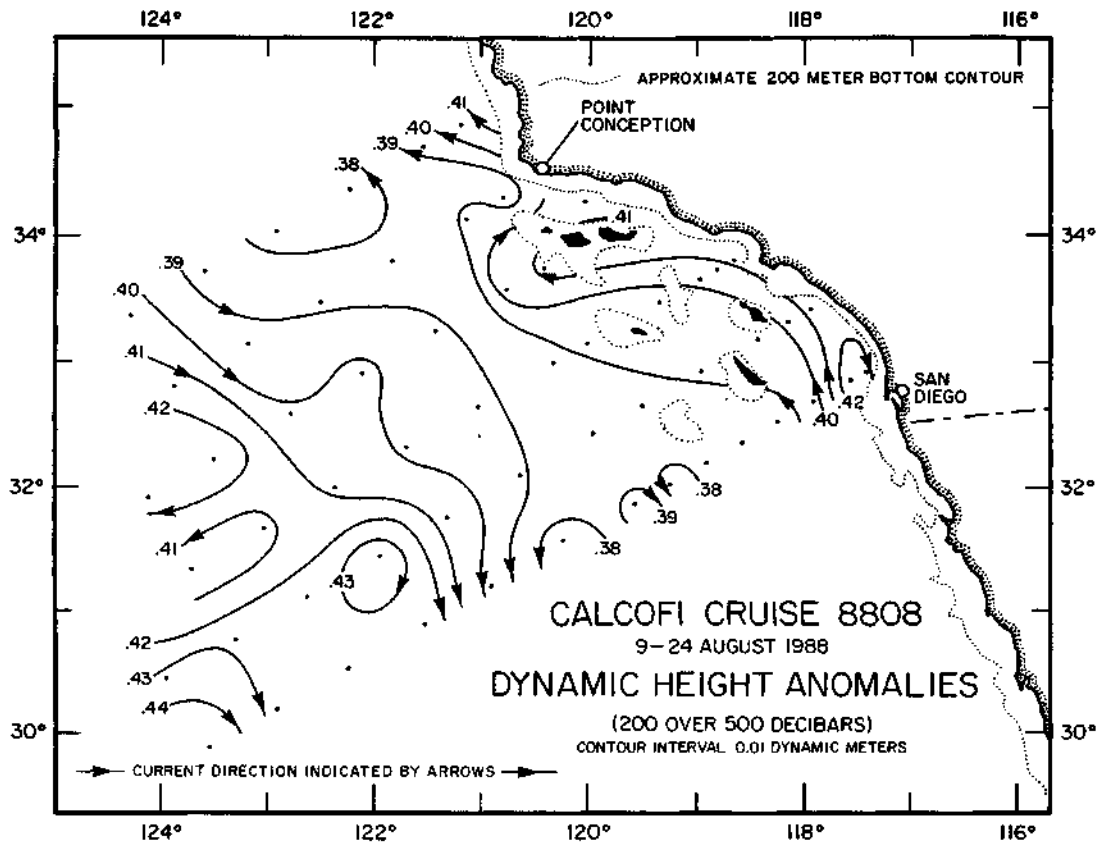 124° 122° 120° 118° 116°
APPROXIMATE 200 METER BOTTOM CONTOUR
POINT
CONCEPTION
.41
.40
.39
.38
.41
34° 34°
.39
.40
.41
.42
SAN
DIEGO
.42
.40
32° 32°
.38
.39
.38
.41
.43
.42
.43
.44
CALCOFI CRUISE 8808
9-24 AUGUST 1988
DYNAMIC HEIGHT ANOMALIES
(200 OVER 500 DECIBARS)
CONTOUR INTERVAL 0.01 DYNAMIC METERS
30° 30°
CURRENT DIRECTION INDICATED BY ARROWS
124° 122° 120° 118° 116°